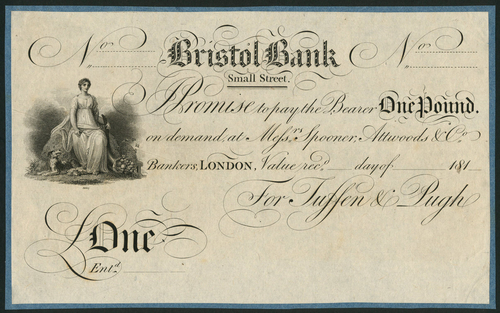 No. Bristol Bank No.
Small Street.
I Promise to pay the Bearer One Pound.
on demand, at Messrs. Spooner, Attwoods & Co.
Bankers, LONDON, Value recd. day of 181
For Tuffen & Pugh
£One
Entd.